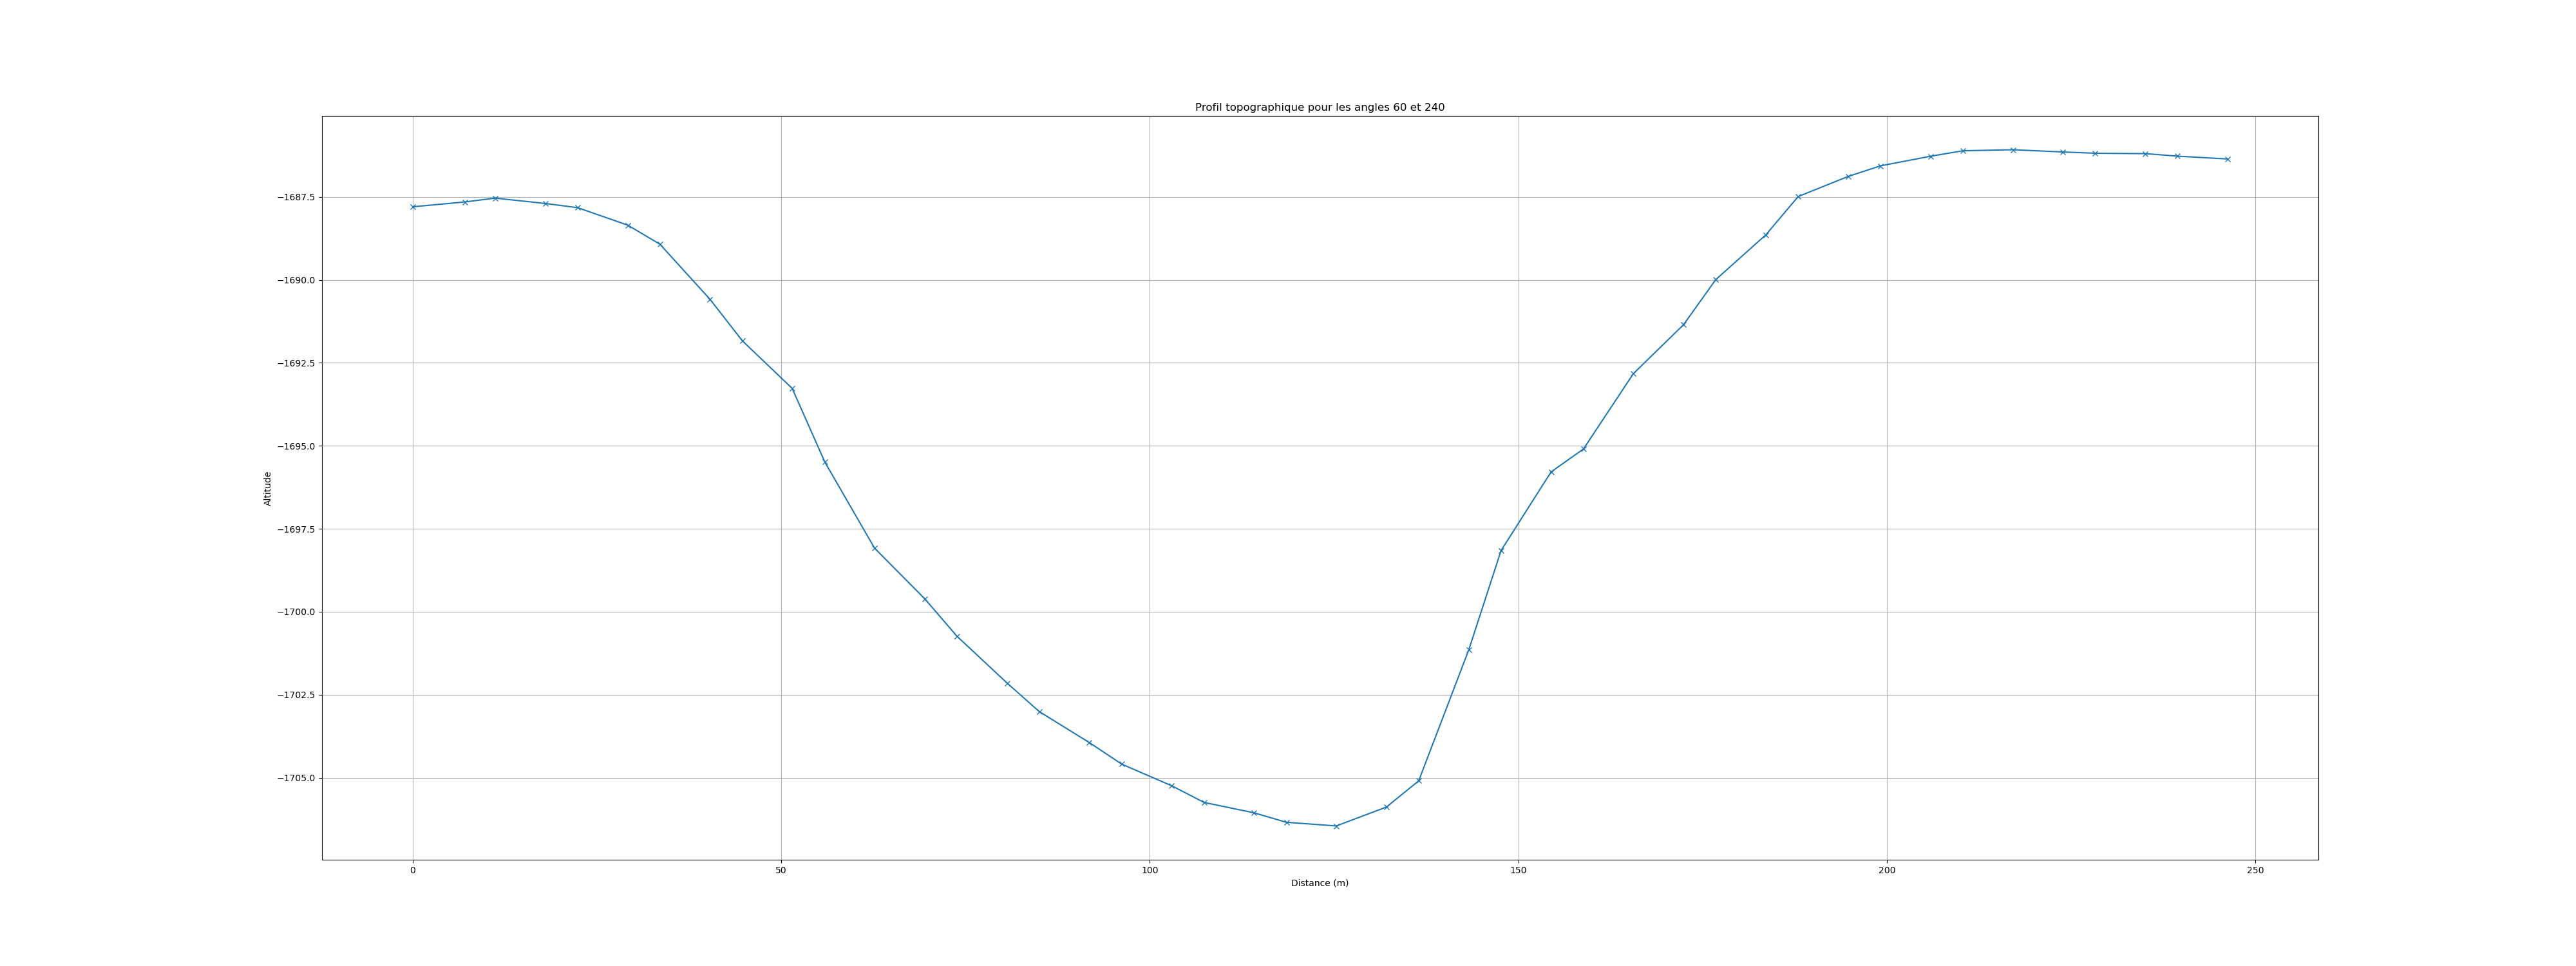 Profil topographique pour les angles 60 et 240
Altitude
−1687.5
−1690.0
−1692.5
−1695.0
−1697.5
−1700.0
−1702.5
−1705.0
0 50 100 150 200 250
Distance (m)